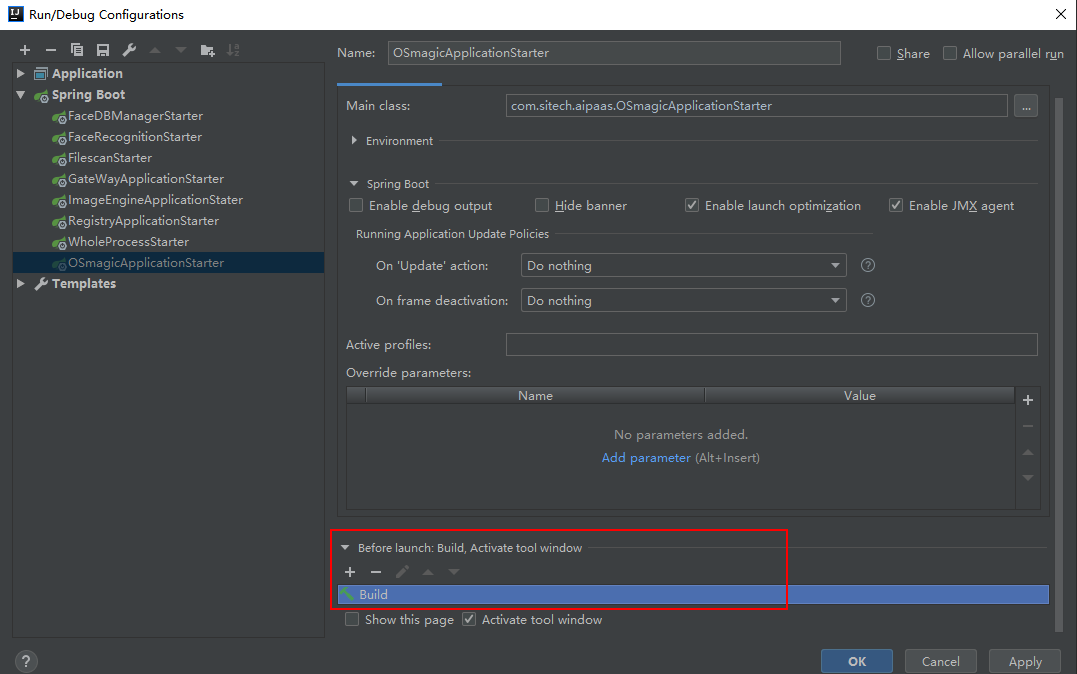 Run/Debug Configurations
Name: OSmagicApplicationStarter Share Allow parallel run
Application
Spring Boot
FaceDBManagerStarter
FaceRecognitionStarter
FilescanStarter
GateWayApplicationStarter
ImageEngineApplicationStater
RegistryApplicationStarter
WholeProcessStarter
OSmagicApplicationStarter
Templates
Main class: com.sitech.aipaas.OSmagicApplicationStarter ...
Environment
Spring Boot
Enable debug output Hide banner Enable launch optimization Enable JMX agent
Running Application Update Policies
On 'Update' action: Do nothing ?
On frame deactivation: Do nothing ?
Active profiles:
Override parameters:
Name Value
No parameters added.
Add parameter (Alt+Insert)
Before launch: Build, Activate tool window
Build
Show this page Activate tool window
? OK Cancel Apply